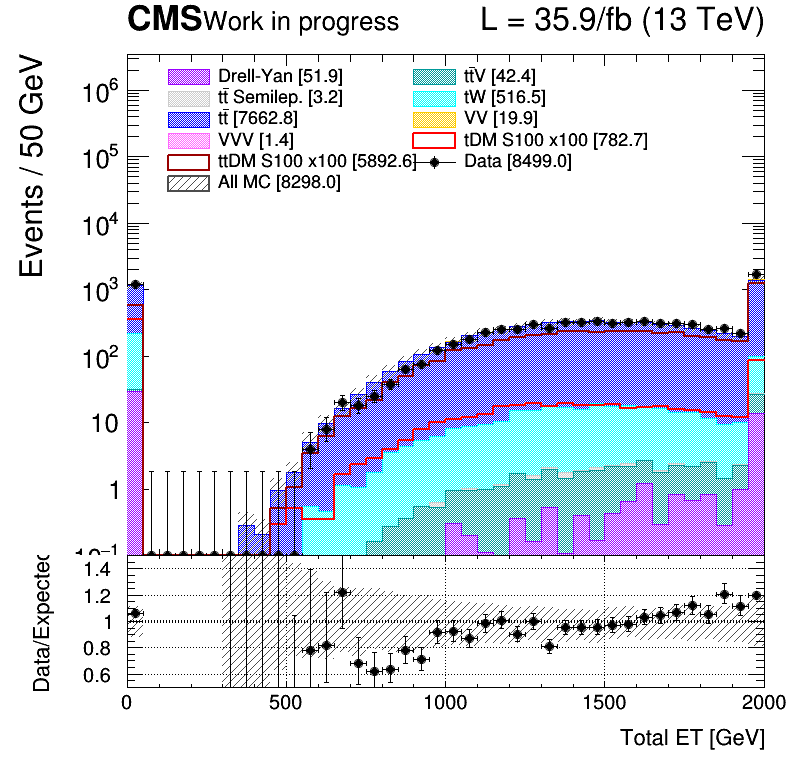 CMS Work in progress L = 35.9/fb (13 TeV)
Events / 50 GeV
Drell-Yan [51.9] tt̄V [42.4]
tt̄ Semilep. [3.2] tW [516.5]
tt̄ [7662.8] VV [19.9]
VVV [1.4] tDM S100 x100 [782.7]
ttDM S100 x100 [5892.6] Data [8499.0]
All MC [8298.0]
10⁶
10⁵
10⁴
10³
10²
10
1
10⁻¹
Data/Expected
1.4
1.2
1
0.8
0.6
0 500 1000 1500 2000
Total ET [GeV]